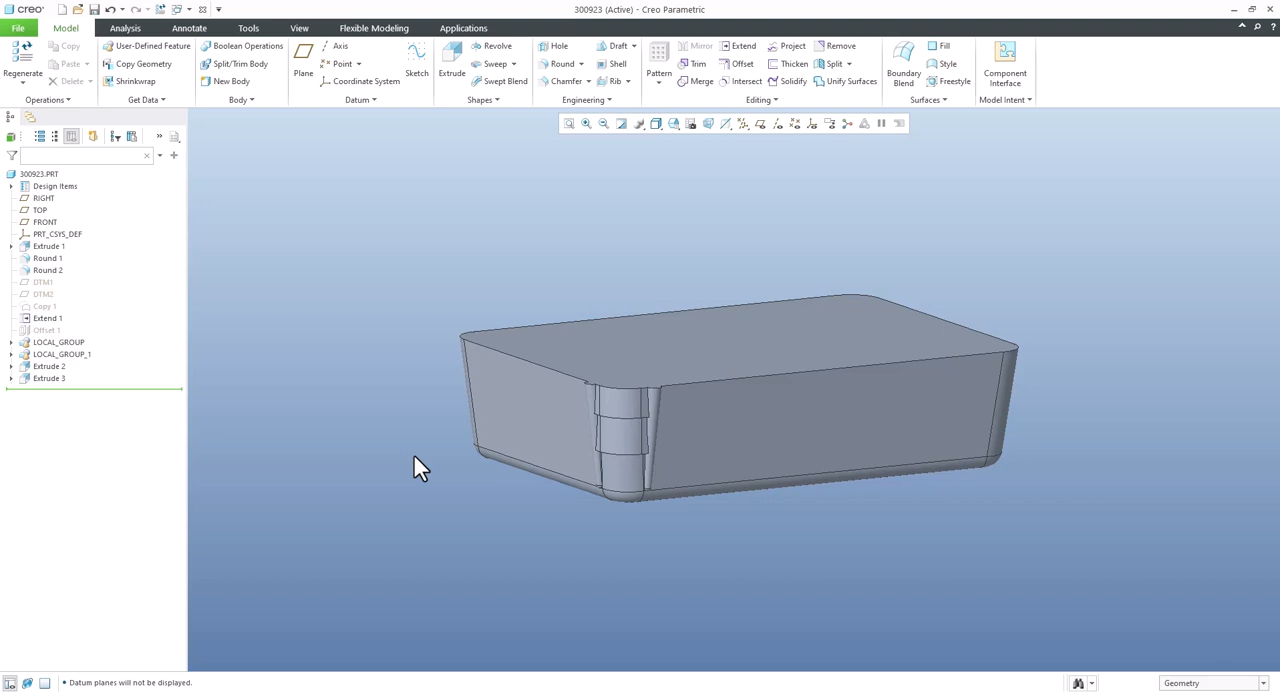 creo
300923 (Active) - Creo Parametric
File Model Analysis Annotate Tools View Flexible Modeling Applications
Regenerate
Copy
Paste
Delete
Operations
User-Defined Feature
Copy Geometry
Shrinkwrap
Get Data
Boolean Operations
Split/Trim Body
New Body
Body
Plane
Axis
Point
Coordinate System
Sketch
Datum
Extrude
Revolve
Sweep
Swept Blend
Shapes
Hole
Round
Chamfer
Draft
Shell
Rib
Engineering
Pattern
Mirror
Trim
Merge
Extend
Offset
Intersect
Project
Thicken
Solidify
Remove
Split
Unify Surfaces
Editing
Boundary
Blend
Fill
Style
Freestyle
Surfaces
Component
Interface
Model Intent
300923.PRT
Design Items
RIGHT
TOP
FRONT
PRT_CSYS_DEF
Extrude 1
Round 1
Round 2
DTM1
DTM2
Copy 1
Extend 1
Offset 1
LOCAL_GROUP
LOCAL_GROUP_1
Extrude 2
Extrude 3
• Datum planes will not be displayed.
Geometry